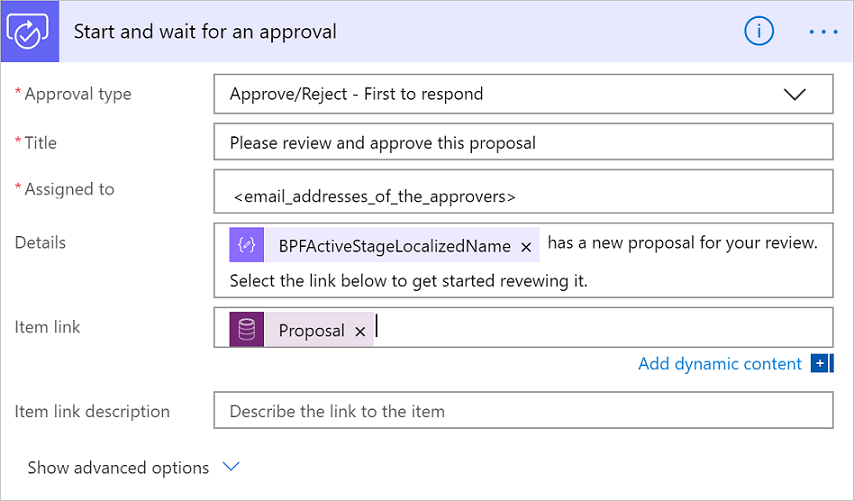 Start and wait for an approval
* Approval type
Approve/Reject - First to respond
* Title
Please review and approve this proposal
* Assigned to
<email_addresses_of_the_approvers>
Details
BPFActiveStageLocalizedName × has a new proposal for your review.
Select the link below to get started revewing it.
Item link
Proposal ×
Add dynamic content
Item link description
Describe the link to the item
Show advanced options